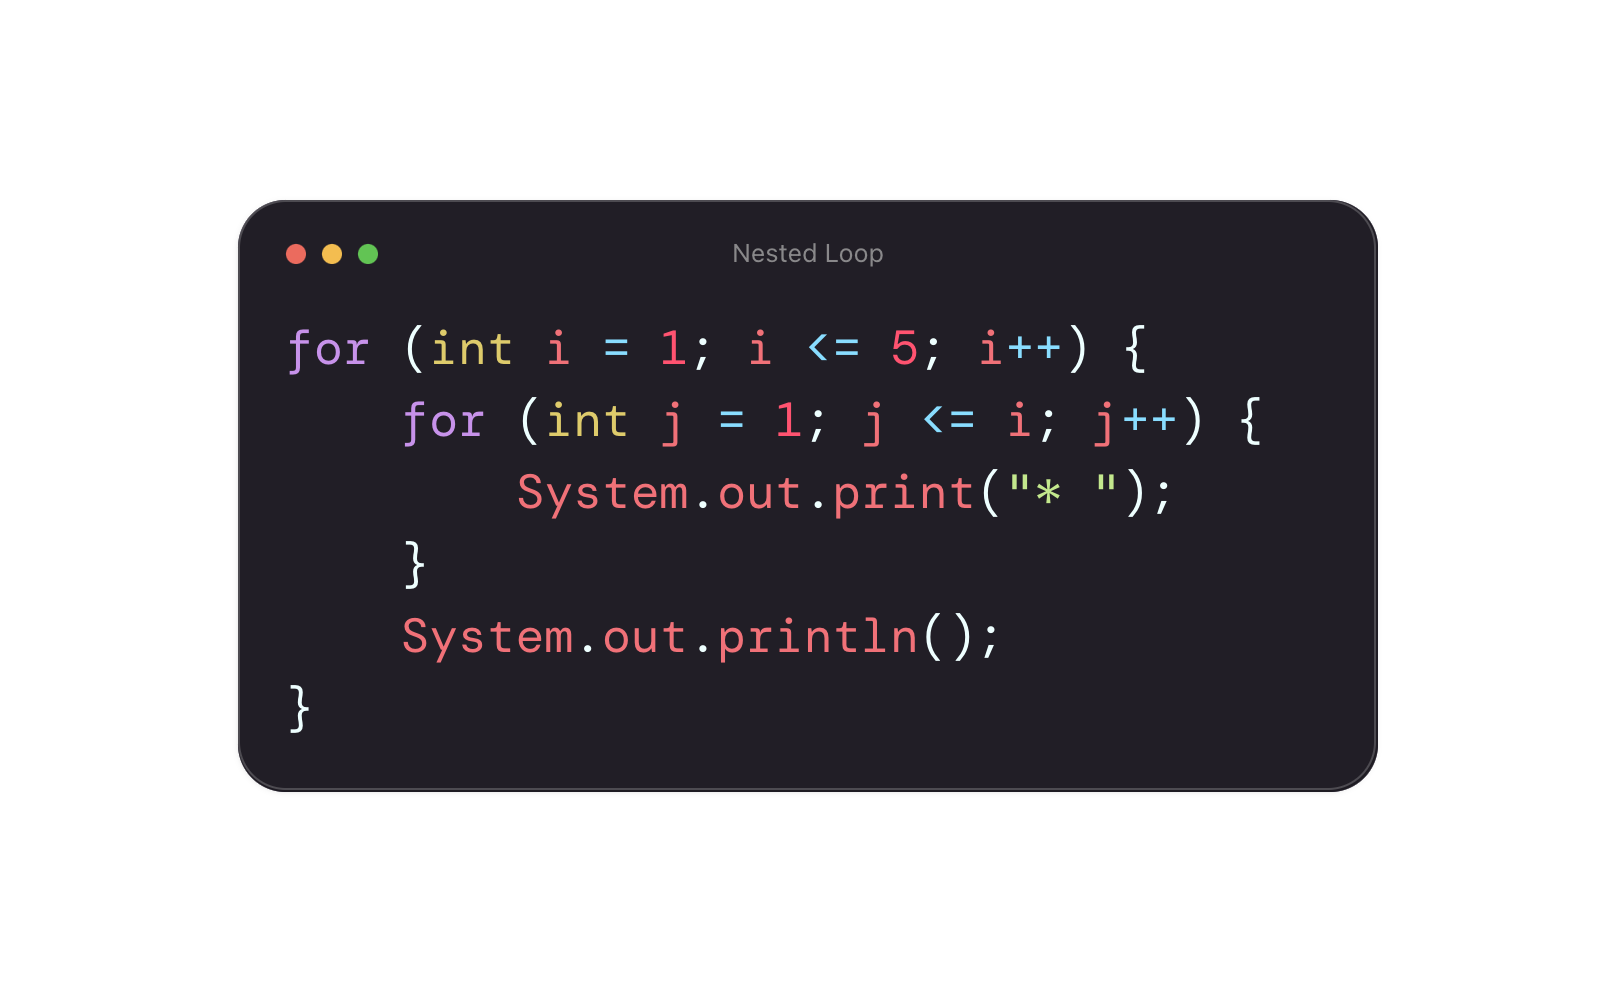 Nested Loop
for (int i = 1; i <= 5; i++) {
    for (int j = 1; j <= i; j++) {
        System.out.print("* ");
    }
    System.out.println();
}